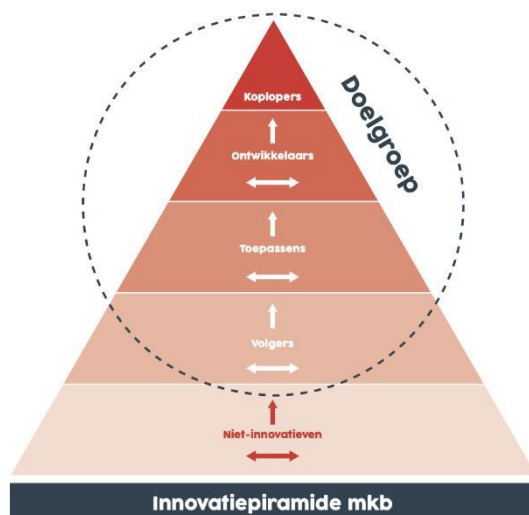 Koplopers
Doelgroep
Ontwikkelaars
Toepassens
Volgers
Niet-innovatieven
Innovatiepiramide mkb